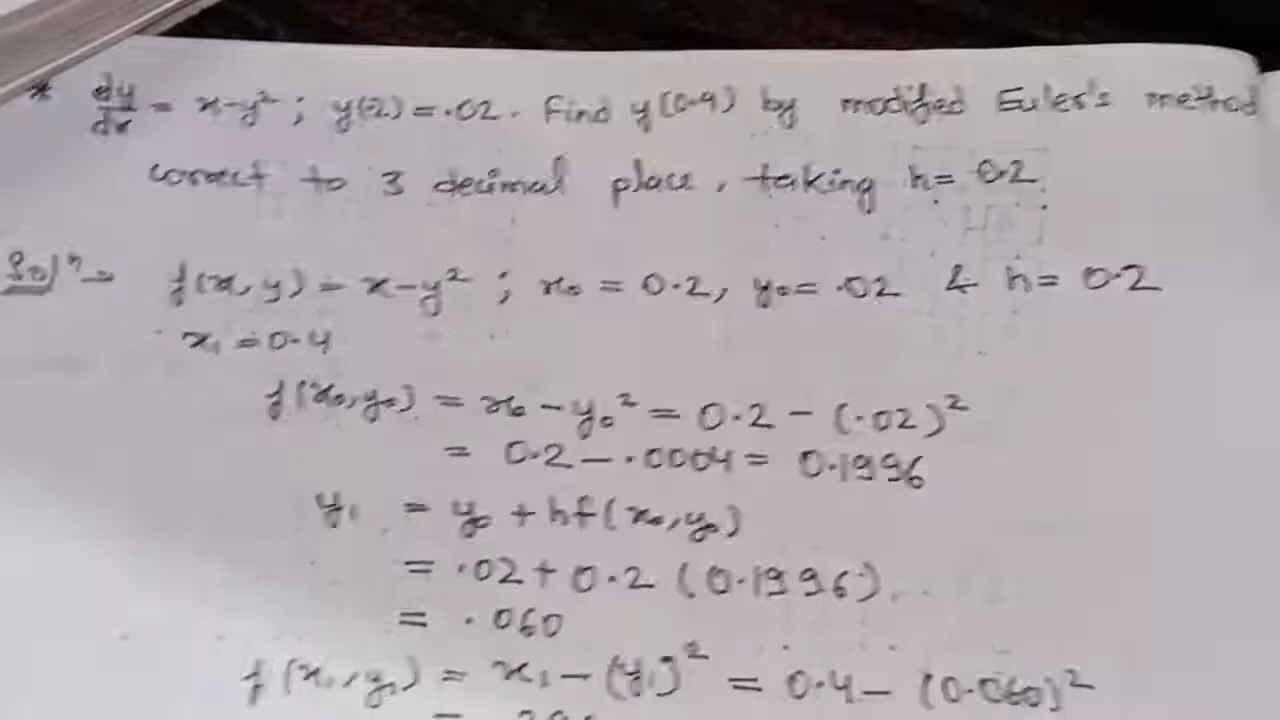 * dy/dx = x-y²; y(.2) = .02. Find y(0.4) by modified Euler's method
correct to 3 decimal place, taking h= 0.2.
Solⁿ→ f(x, y) = x-y² ; x₀ = 0.2, y₀= .02 & h= 0.2
x₁ = 0.4
f(x₀,y₀) = x₀ - y₀² = 0.2 - (.02)²
= 0.2 - .0004 = 0.1996
y₁ = y₀ + hf(x₀,y₀)
= .02 + 0.2 (0.1996)
= .060
f(x₁,y₁) = x₁ - (y₁)² = 0.4 - (0.060)²